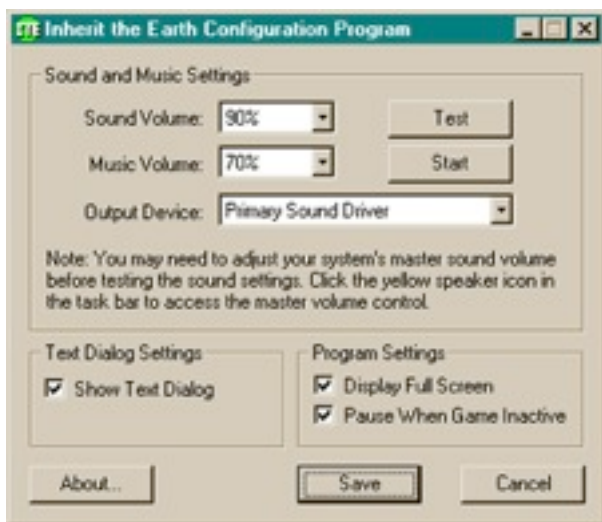 ITE Inherit the Earth Configuration Program
Sound and Music Settings
Sound Volume: 90% Test
Music Volume: 70% Start
Output Device: Primary Sound Driver
Note: You may need to adjust your system's master sound volume
before testing the sound settings. Click the yellow speaker icon in
the task bar to access the master volume control.
Text Dialog Settings
Show Text Dialog
Program Settings
Display Full Screen
Pause When Game Inactive
About... Save Cancel